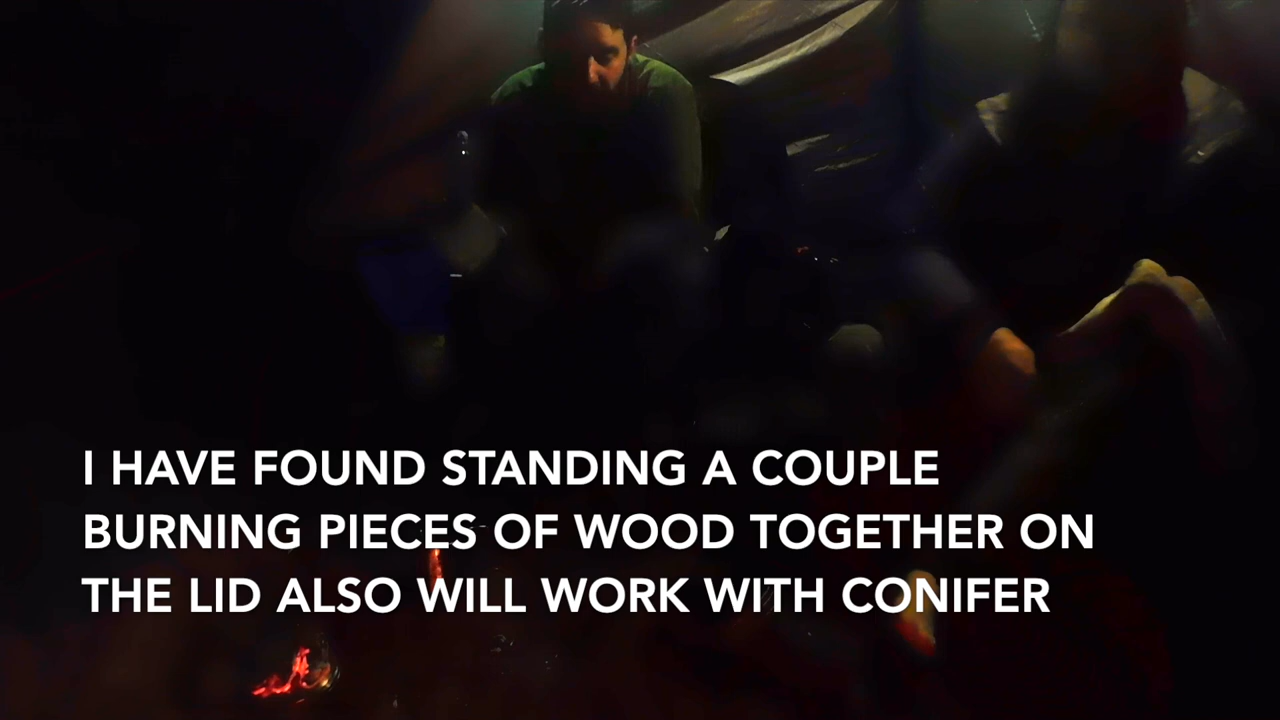 I HAVE FOUND STANDING A COUPLE
BURNING PIECES OF WOOD TOGETHER ON
THE LID ALSO WILL WORK WITH CONIFER